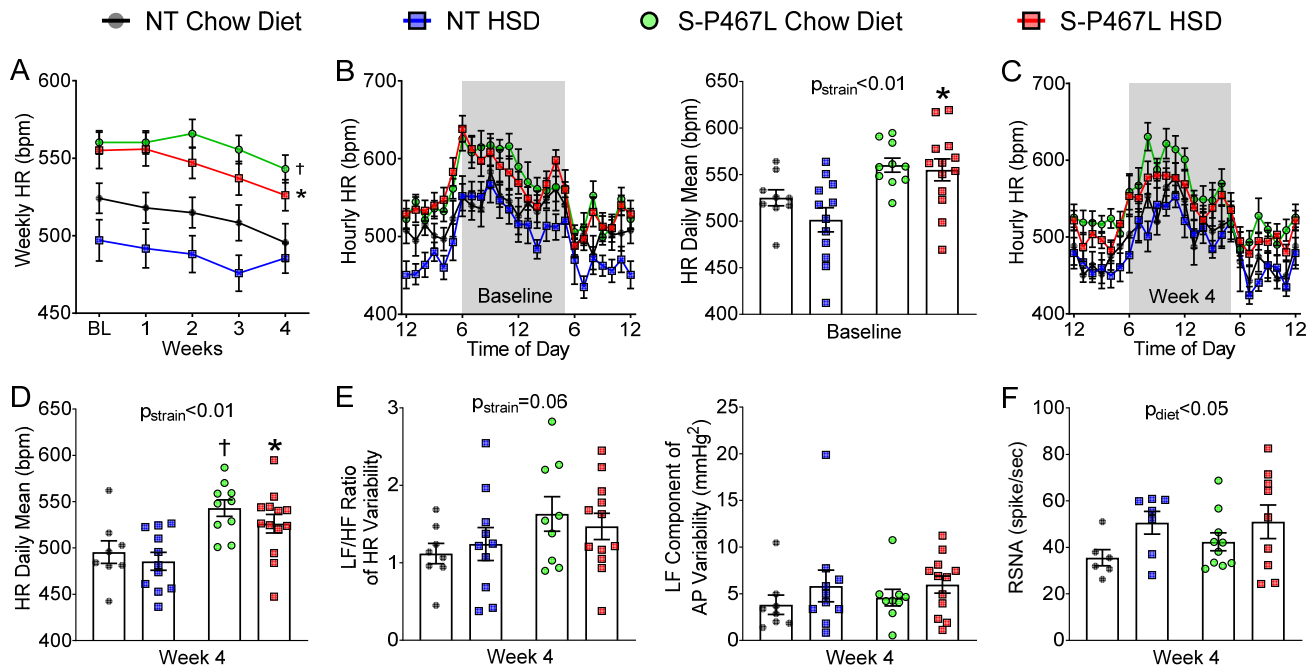 NT Chow Diet NT HSD S-P467L Chow Diet S-P467L HSD
A
600
550
500
450
Weekly HR (bpm)
BL 1 2 3 4
Weeks
†
*
B
700
600
500
400
Hourly HR (bpm)
Baseline
12 6 12 6 12
Time of Day
650
600
550
500
450
400
HR Daily Mean (bpm)
pstrain<0.01
*
Baseline
C
700
600
500
400
Hourly HR (bpm)
Week 4
12 6 12 6 12
Time of Day
D
650
600
550
500
450
400
HR Daily Mean (bpm)
pstrain<0.01
† *
Week 4
E
3
2
1
0
LF/HF Ratio
of HR Variability
pstrain=0.06
Week 4
25
20
15
10
5
0
LF Component of
AP Variability (mmHg2)
Week 4
F
100
80
60
40
20
0
RSNA (spike/sec)
pdiet<0.05
Week 4